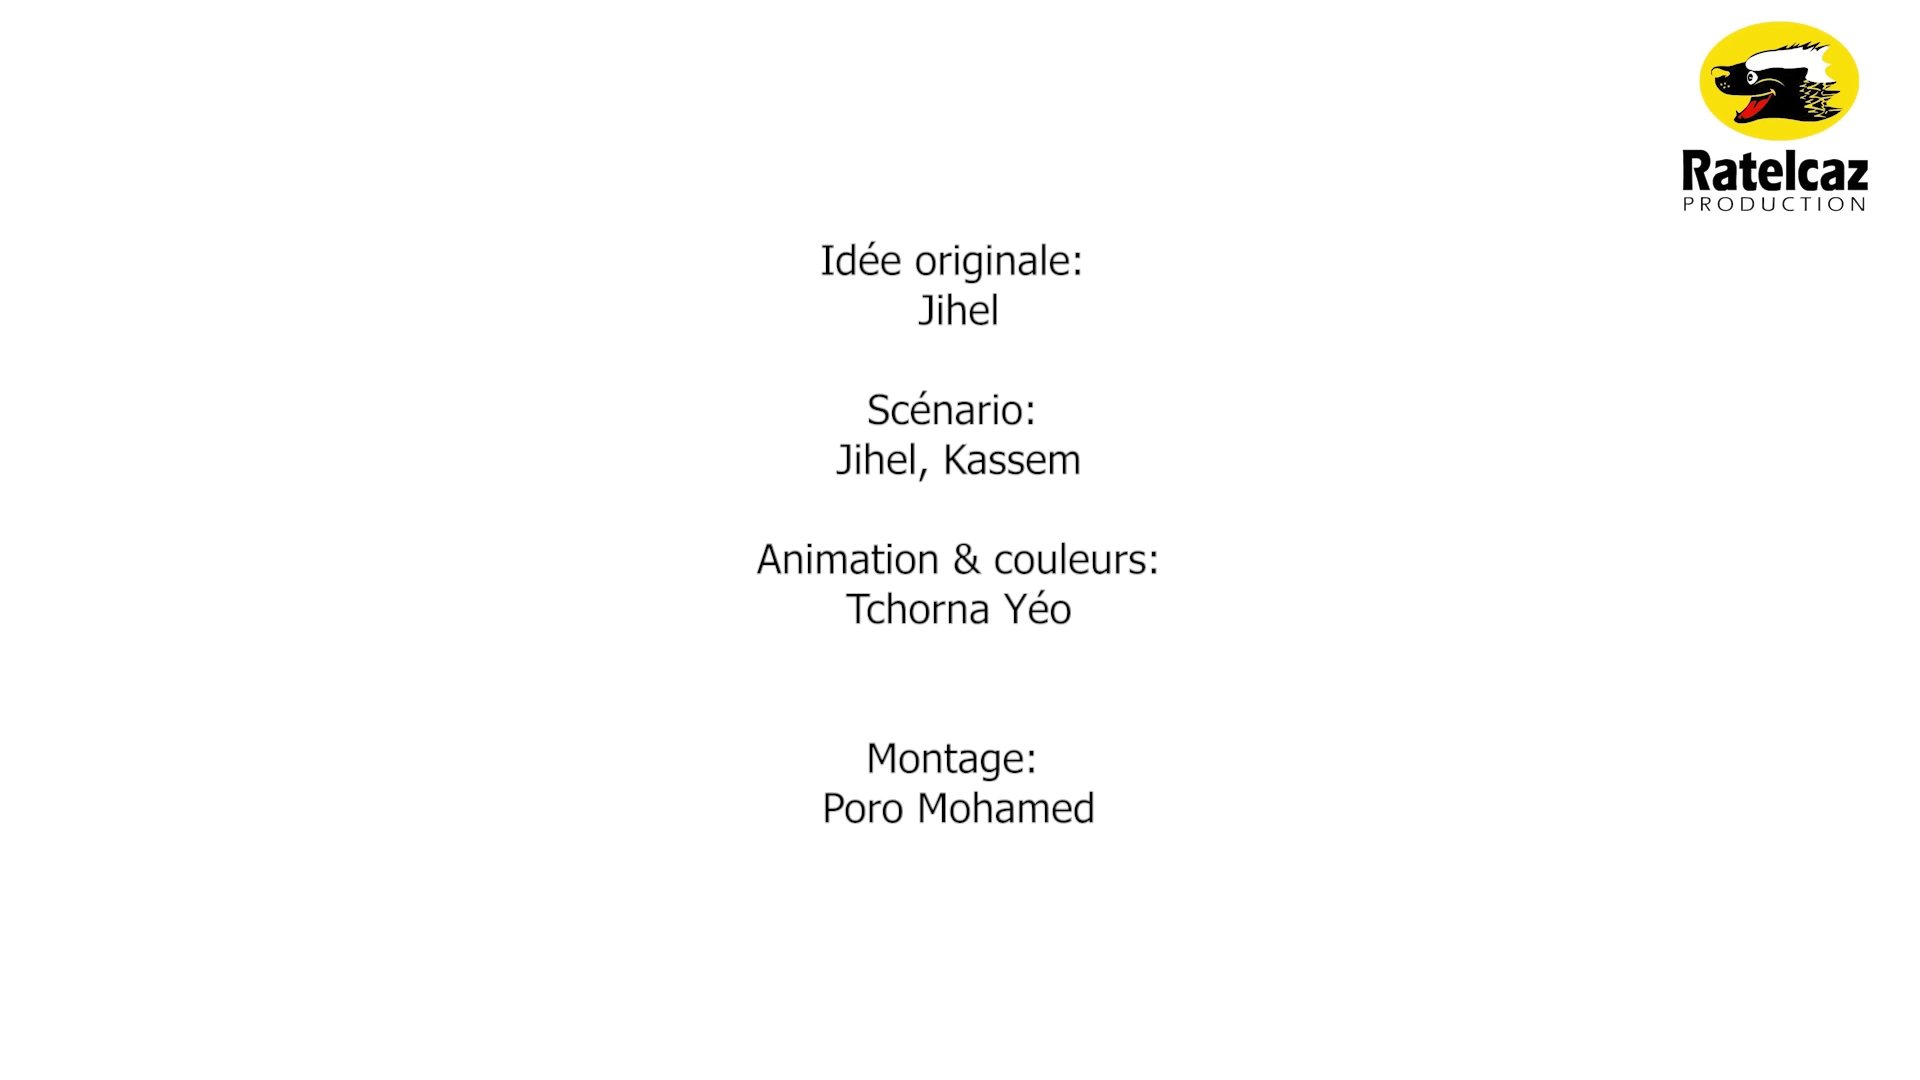 Ratelcaz
PRODUCTION
Idée originale:
Jihel
Scénario:
Jihel, Kassem
Animation & couleurs:
Tchorna Yéo
Montage:
Poro Mohamed